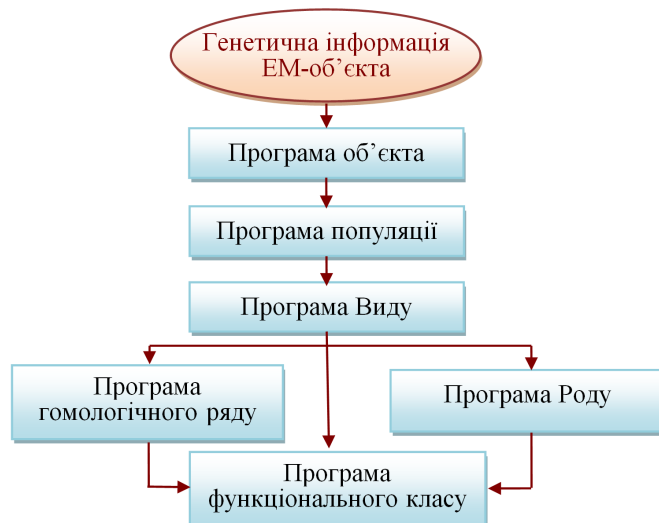 Генетична інформація
ЕМ-об’єкта
Програма об’єкта
Програма популяції
Програма Виду
Програма
гомологічного ряду
Програма Роду
Програма
функціонального класу